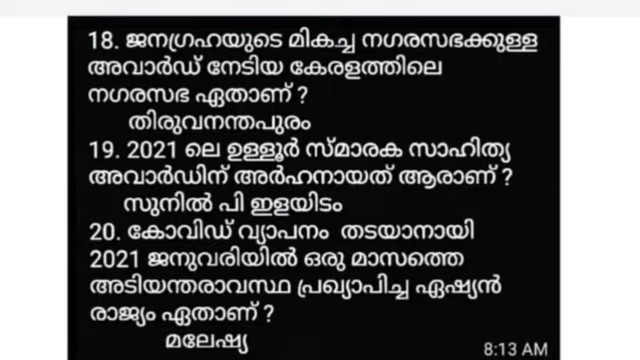 18. ജനഗ്രഹയുടെ മികച്ച നഗരസഭക്കുള്ള
അവാർഡ് നേടിയ കേരളത്തിലെ
നഗരസഭ ഏതാണ് ?
തിരുവനന്തപുരം
19. 2021 ലെ ഉള്ളൂർ സ്മാരക സാഹിത്യ
അവാർഡിന് അർഹനായത് ആരാണ് ?
സുനിൽ പി ഇളയിടം
20. കോവിഡ് വ്യാപനം തടയാനായി
2021 ജനുവരിയിൽ ഒരു മാസത്തെ
അടിയന്തരാവസ്ഥ പ്രഖ്യാപിച്ച ഏഷ്യൻ
രാജ്യം ഏതാണ് ?
മലേഷ്യ
8:13 AM